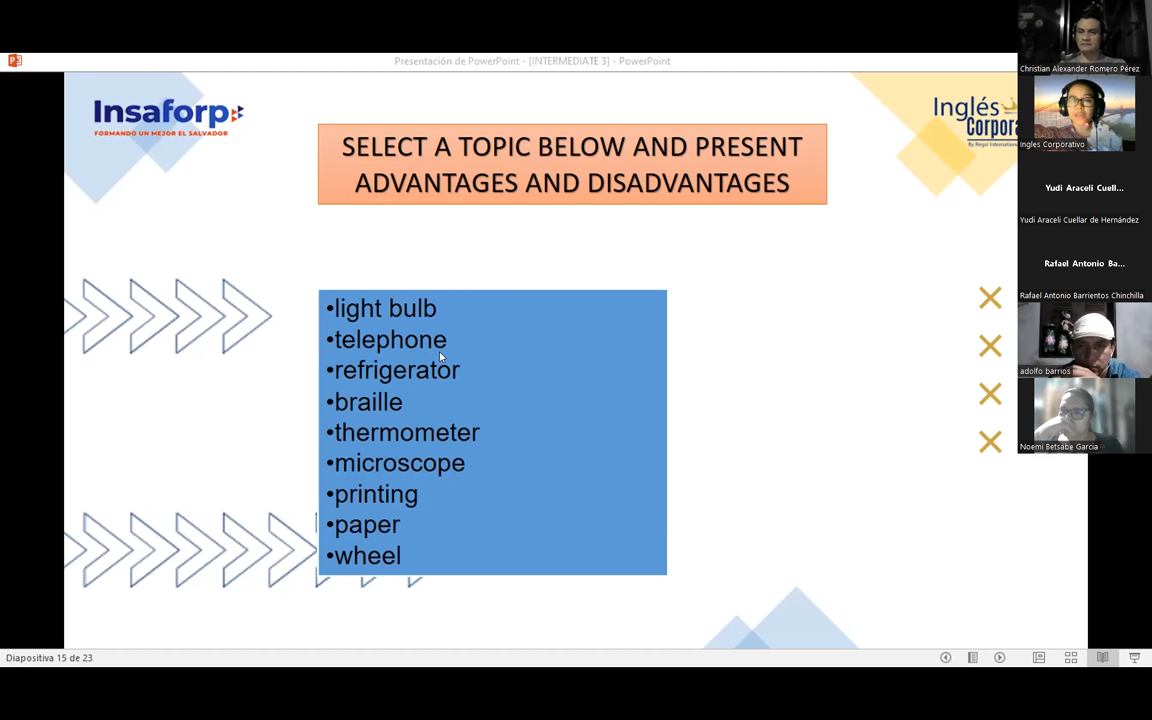 Presentación de PowerPoint - [INTERMEDIATE 3] - PowerPoint
Insaforp
FORMANDO UN MEJOR EL SALVADOR
Inglés
Corpora
By Regal Internation
SELECT A TOPIC BELOW AND PRESENT
ADVANTAGES AND DISADVANTAGES
•light bulb
•telephone
•refrigerator
•braille
•thermometer
•microscope
•printing
•paper
•wheel
Christian Alexander Romero Pérez
Ingles Corporativo
Yudi Araceli Cuell...
Yudi Araceli Cuellar de Hernández
Rafael Antonio Ba...
Rafael Antonio Barrientos Chinchilla
adolfo barrios
Noemi Betsabe Garcia
Diapositiva 15 de 23